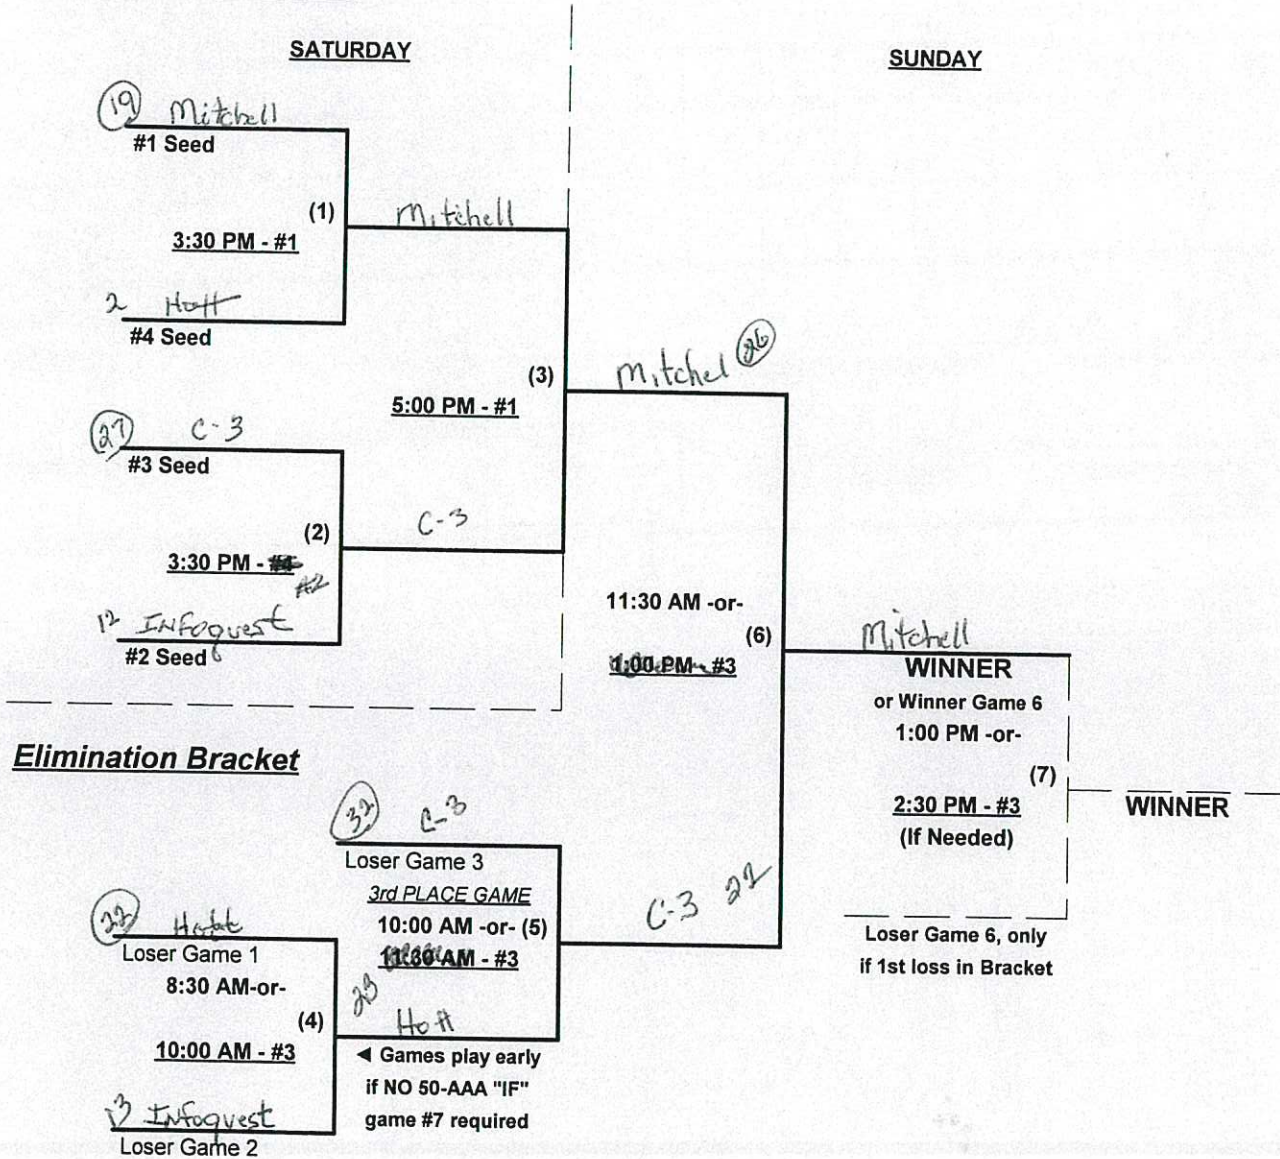 SATURDAY
SUNDAY
19 Mitchell
#1 Seed
(1)
Mitchell
3:30 PM - #1
2 Hoff
#4 Seed
Mitchel 26
(3)
5:00 PM - #1
27 C-3
#3 Seed
(2)
C-3
3:30 PM - #4
#2
12 INFoquest
#2 Seed
11:30 AM -or-
(6)
1:00 PM - #3
Mitchell
WINNER
or Winner Game 6
1:00 PM -or-
(7)
2:30 PM - #3
(If Needed)
WINNER
Loser Game 6, only
if 1st loss in Bracket
Elimination Bracket
32 C-3
Loser Game 3
3rd PLACE GAME
10:00 AM -or- (5)
11:30 AM - #3
C-3 22
22
Loser Game 1
8:30 AM-or-
(4)
10:00 AM - #3
23 Hoff
◄ Games play early
if NO 50-AAA "IF"
game #7 required
13 INFoquest
Loser Game 2